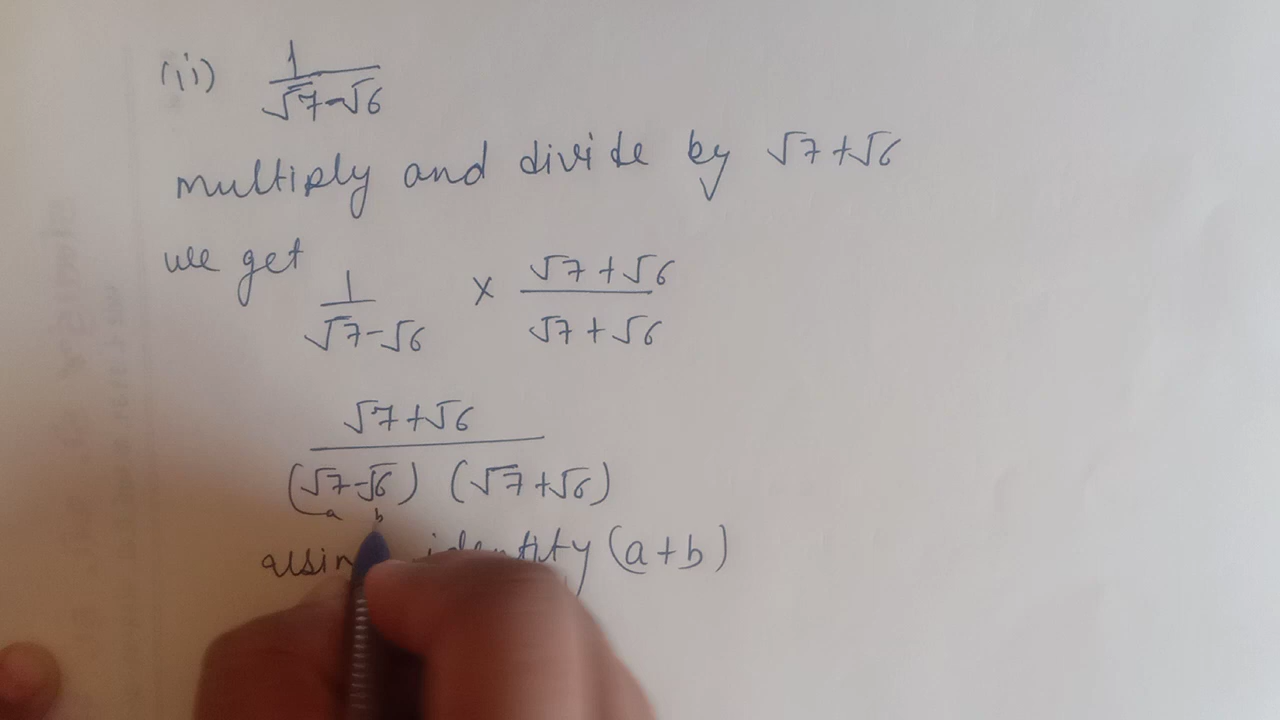 (ii) 1/(√7-√6)
multiply and divide by √7+√6
we get
1/(√7-√6) × (√7+√6)/(√7+√6)
√7+√6
(√7-√6) (√7+√6)
a b
(a+b)